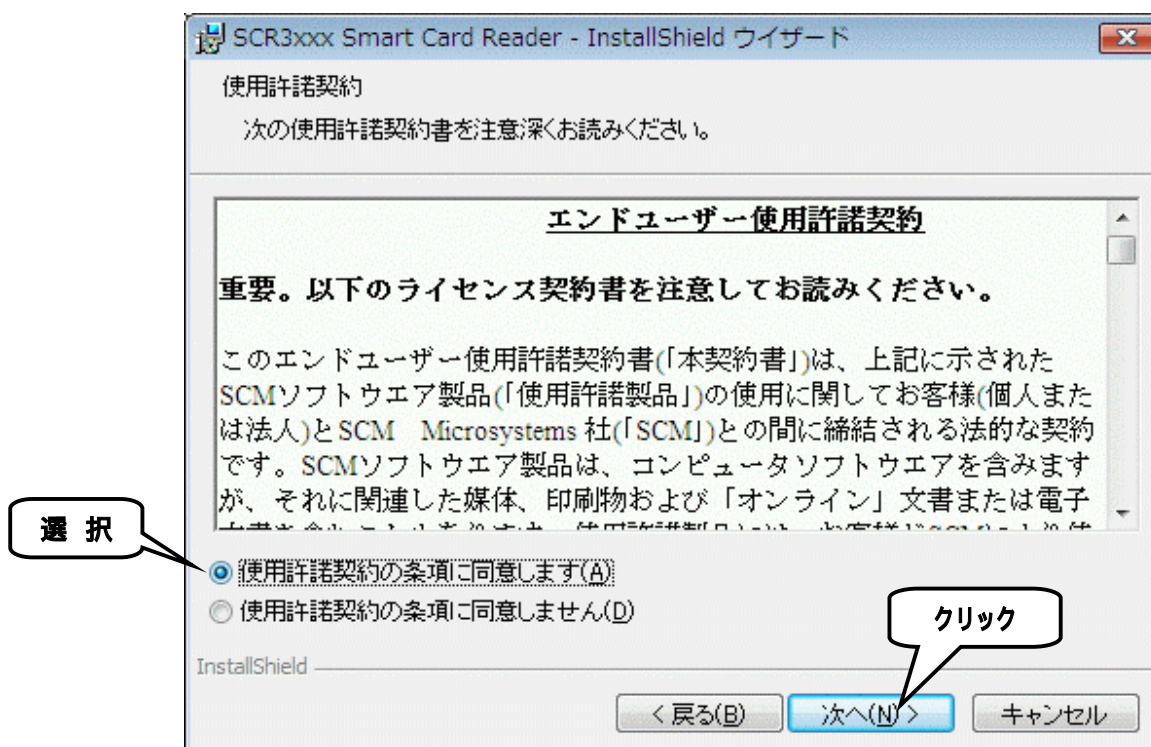 SCR3xxx Smart Card Reader - InstallShield ウイザード
使用許諾契約
次の使用許諾契約書を注意深くお読みください。
エンドユーザー使用許諾契約
重要。以下のライセンス契約書を注意してお読みください。
このエンドユーザー使用許諾契約書(「本契約書」)は、上記に示された
SCMソフトウエア製品(「使用許諾製品」)の使用に関してお客様(個人また
は法人)とSCM Microsystems 社(「SCM」)との間に締結される法的な契約
です。SCMソフトウエア製品は、コンピュータソフトウエアを含みます
が、それに関連した媒体、印刷物および「オンライン」文書または電子
選 択
使用許諾契約の条項に同意します(A)
使用許諾契約の条項に同意しません(D)
クリック
InstallShield
< 戻る(B)
次へ(N) >
キャンセル